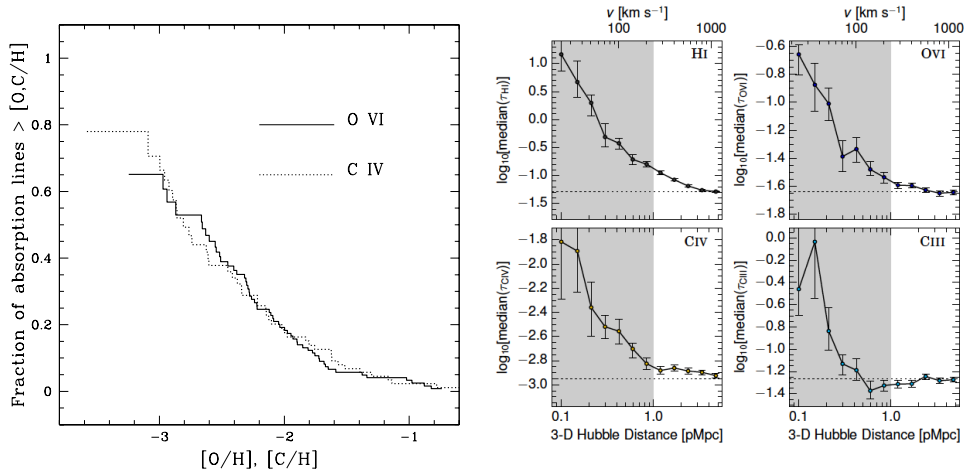 Fraction of absorption lines > [O,C/H]
1
0.8
0.6
0.4
0.2
0
O VI
C IV
−3
−2
−1
[O/H], [C/H]
v [km s⁻¹]
100
1000
HI
log₁₀[median(τHI)]
1.0
0.5
0.0
−0.5
−1.0
−1.5
v [km s⁻¹]
100
1000
OVI
log₁₀[median(τOVI)]
−0.6
−0.8
−1.0
−1.2
−1.4
−1.6
−1.8
CIV
log₁₀[median(τCIV)]
−1.8
−2.0
−2.2
−2.4
−2.6
−2.8
−3.0
0.1
1.0
3-D Hubble Distance [pMpc]
CIII
log₁₀[median(τCIII)]
0.0
−0.2
−0.4
−0.6
−0.8
−1.0
−1.2
−1.4
0.1
1.0
3-D Hubble Distance [pMpc]